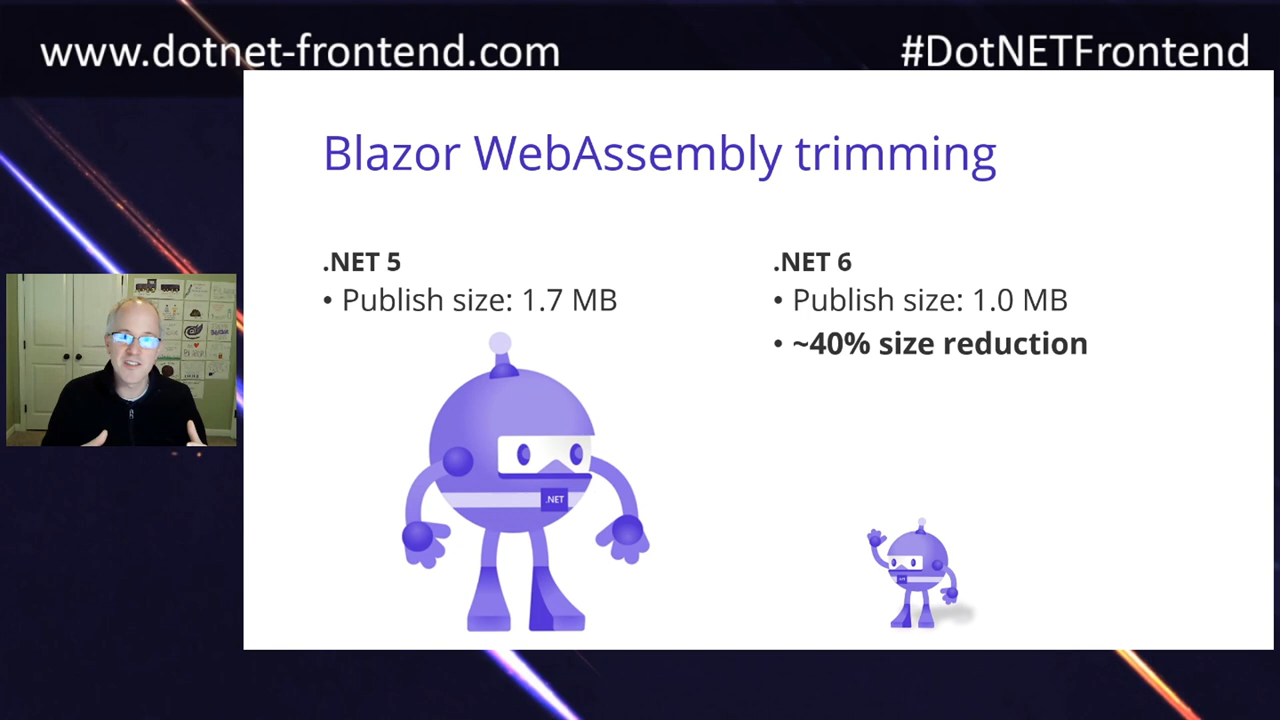 www.dotnet-frontend.com
#DotNETFrontend
Blazor WebAssembly trimming
.NET 5
• Publish size: 1.7 MB
.NET 6
• Publish size: 1.0 MB
• ~40% size reduction
.NET